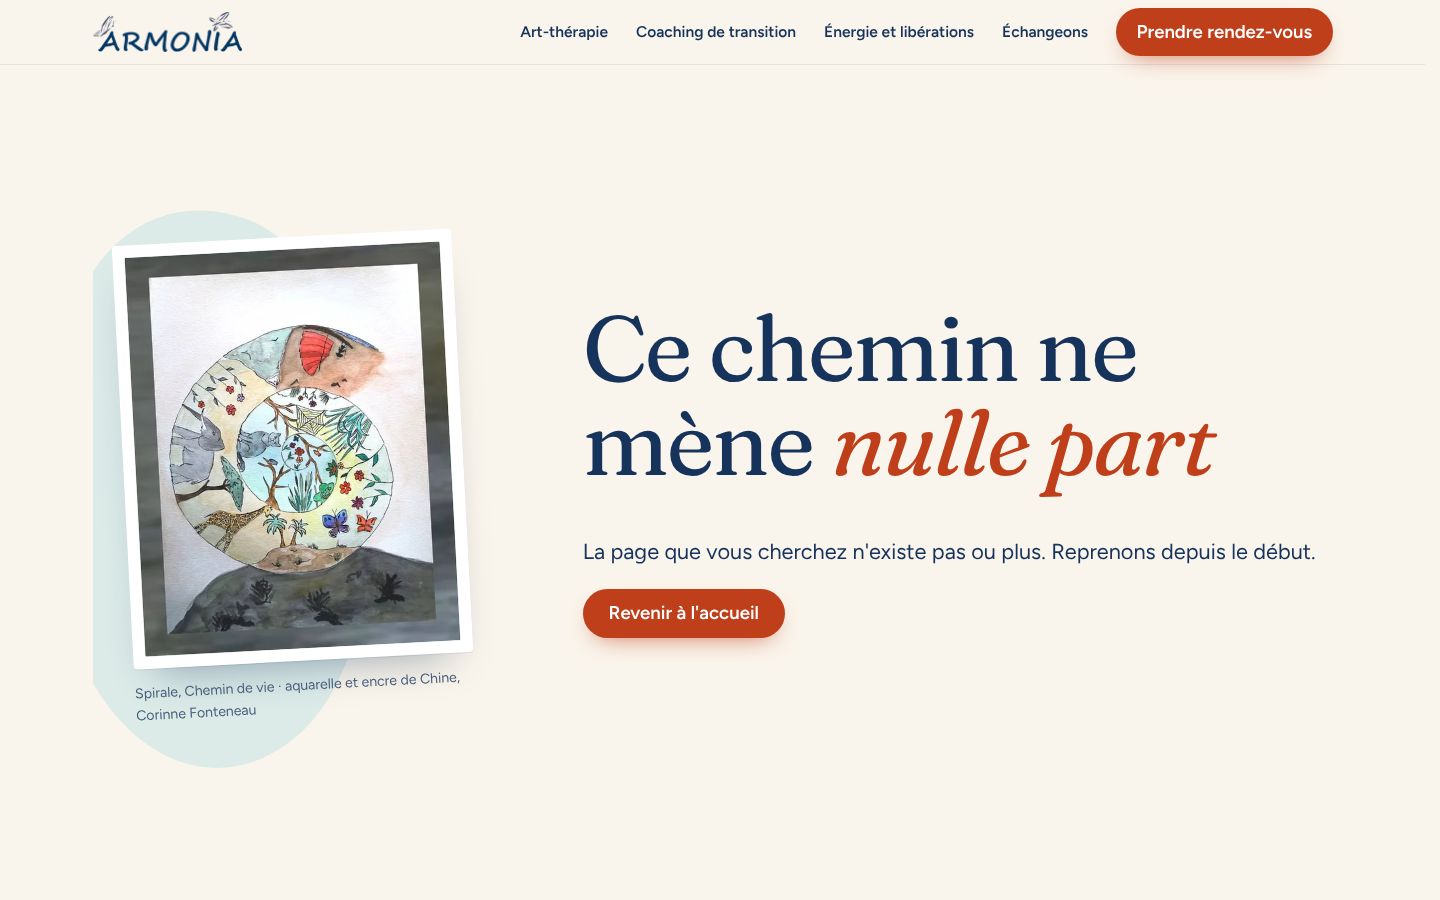 ARMONIA
Art-thérapie
Coaching de transition
Énergie et libérations
Échangeons
Prendre rendez-vous
Ce chemin ne
mène nulle part
La page que vous cherchez n'existe pas ou plus. Reprenons depuis le début.
Revenir à l'accueil
Spirale, Chemin de vie · aquarelle et encre de Chine,
Corinne Fonteneau